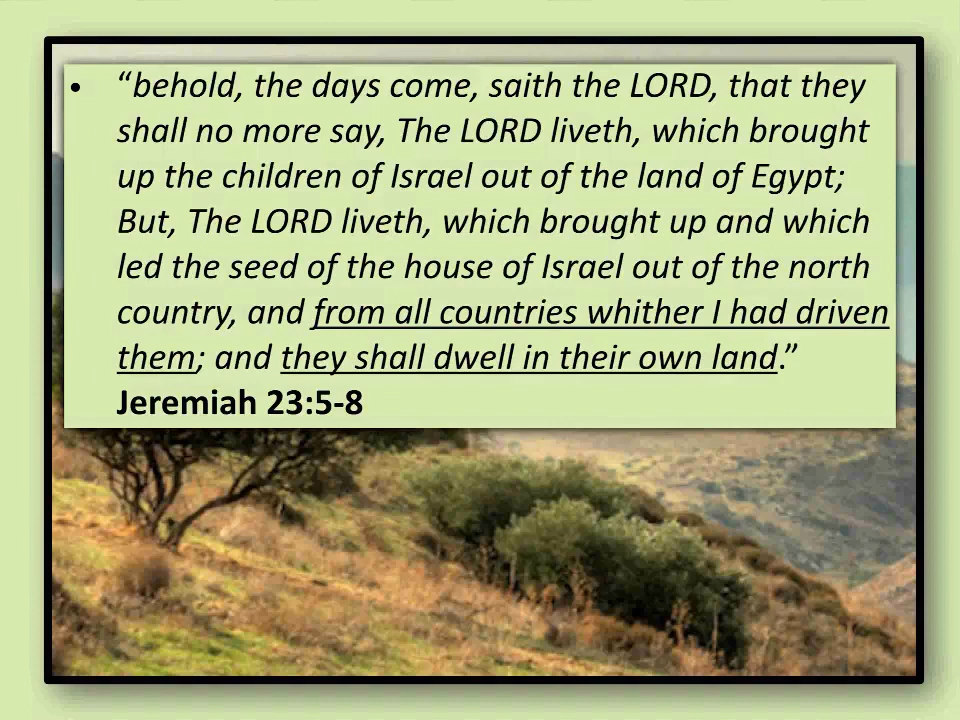 • “behold, the days come, saith the LORD, that they
shall no more say, The LORD liveth, which brought
up the children of Israel out of the land of Egypt;
But, The LORD liveth, which brought up and which
led the seed of the house of Israel out of the north
country, and from all countries whither I had driven
them; and they shall dwell in their own land.”
Jeremiah 23:5-8